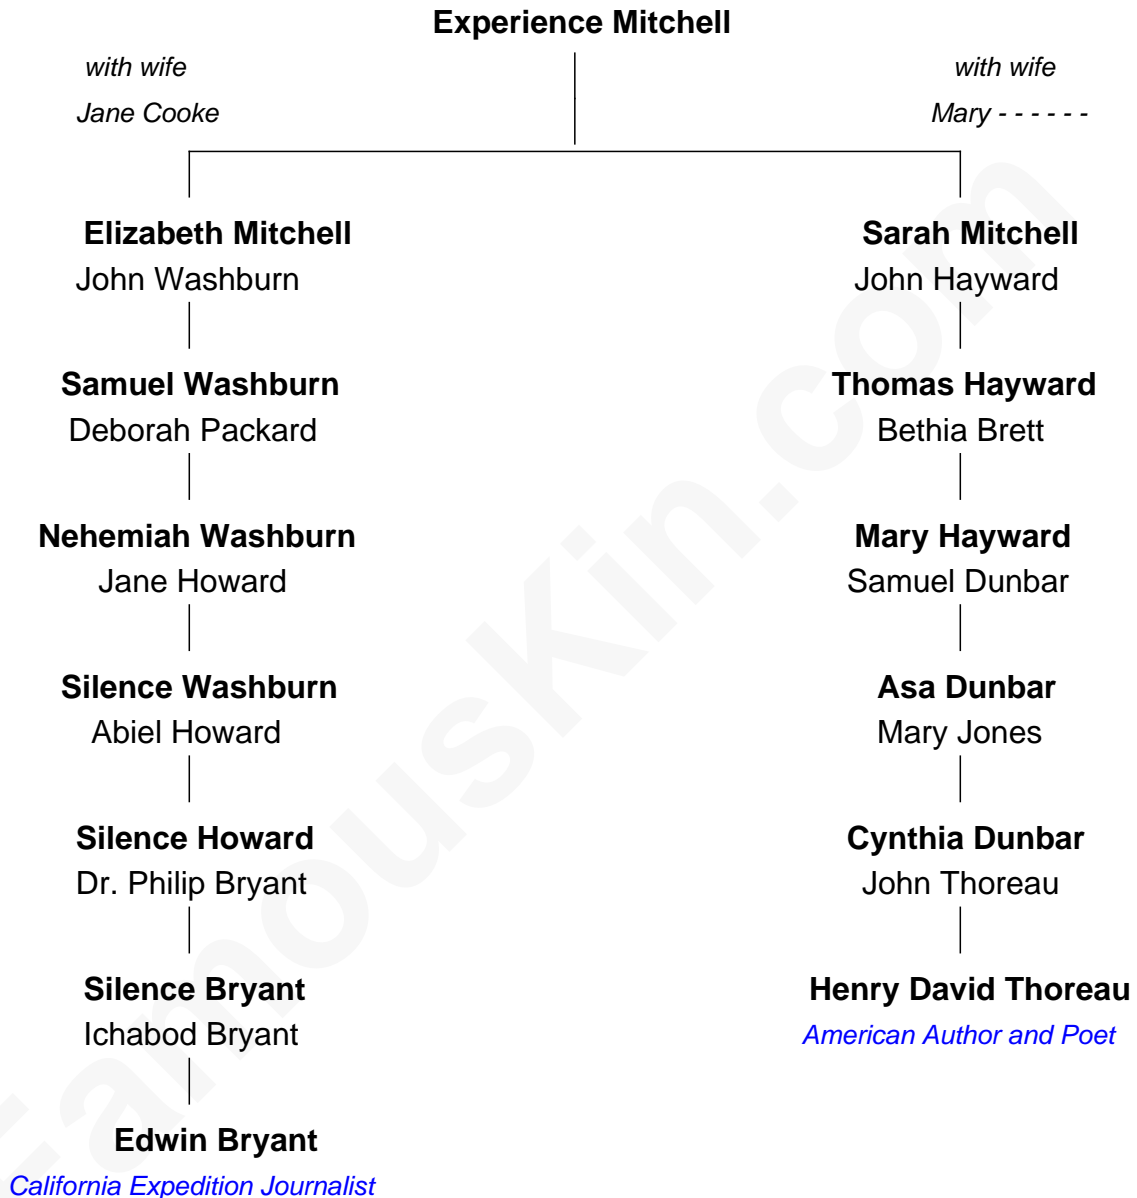 Experience Mitchell
with wife
Jane Cooke
with wife
Mary - - - - - -
Elizabeth Mitchell
John Washburn
Sarah Mitchell
John Hayward
Samuel Washburn
Deborah Packard
Thomas Hayward
Bethia Brett
Nehemiah Washburn
Jane Howard
Mary Hayward
Samuel Dunbar
Silence Washburn
Abiel Howard
Asa Dunbar
Mary Jones
Silence Howard
Dr. Philip Bryant
Cynthia Dunbar
John Thoreau
Silence Bryant
Ichabod Bryant
Henry David Thoreau
American Author and Poet
Edwin Bryant
California Expedition Journalist
FamousKin.com